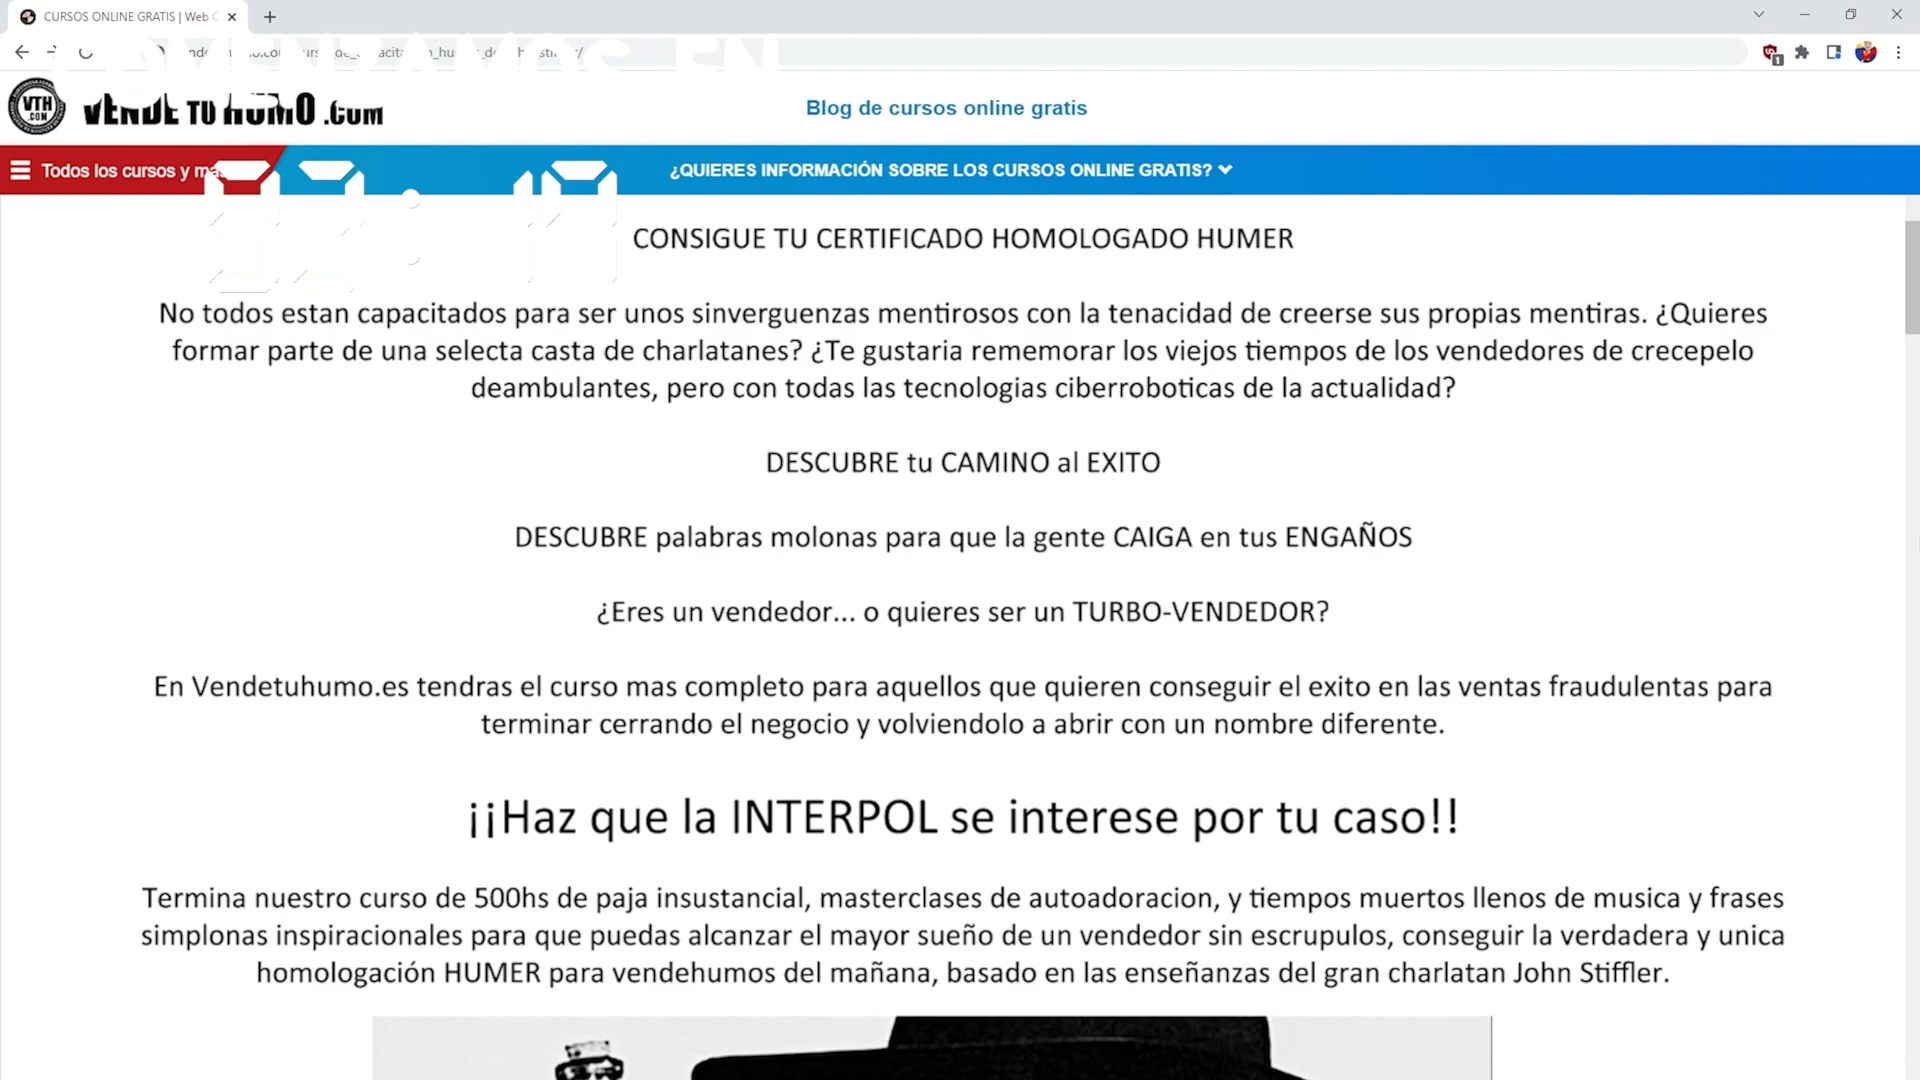 CURSOS ONLINE GRATIS | Web C
COMENZAMOS EN
VTH
.COM
VENDE TU HUMO .COM
Blog de cursos online gratis
Todos los cursos y más
¿QUIERES INFORMACIÓN SOBRE LOS CURSOS ONLINE GRATIS?
CONSIGUE TU CERTIFICADO HOMOLOGADO HUMER
No todos estan capacitados para ser unos sinverguenzas mentirosos con la tenacidad de creerse sus propias mentiras. ¿Quieres
formar parte de una selecta casta de charlatanes? ¿Te gustaria rememorar los viejos tiempos de los vendedores de crecepelo
deambulantes, pero con todas las tecnologias ciberroboticas de la actualidad?
DESCUBRE tu CAMINO al EXITO
DESCUBRE palabras molonas para que la gente CAIGA en tus ENGAÑOS
¿Eres un vendedor... o quieres ser un TURBO-VENDEDOR?
En Vendetuhumo.es tendras el curso mas completo para aquellos que quieren conseguir el exito en las ventas fraudulentas para
terminar cerrando el negocio y volviendolo a abrir con un nombre diferente.
¡¡Haz que la INTERPOL se interese por tu caso!!
Termina nuestro curso de 500hs de paja insustancial, masterclases de autoadoracion, y tiempos muertos llenos de musica y frases
simplonas inspiracionales para que puedas alcanzar el mayor sueño de un vendedor sin escrupulos, conseguir la verdadera y unica
homologación HUMER para vendehumos del mañana, basado en las enseñanzas del gran charlatan John Stiffler.